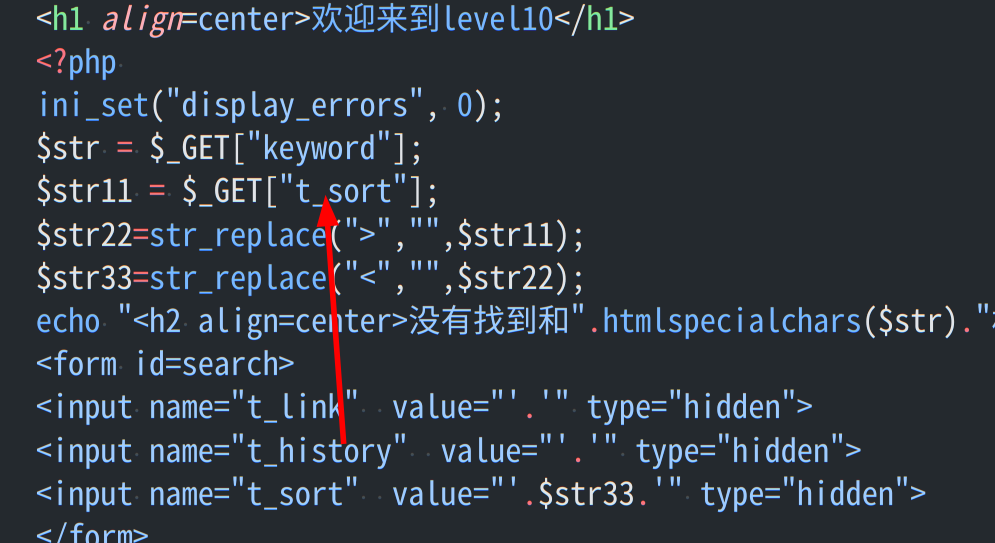 <h1 align=center>欢迎来到level10</h1>
<?php
ini_set("display_errors", 0);
$str = $_GET["keyword"];
$str11 = $_GET["t_sort"];
$str22=str_replace(">","",$str11);
$str33=str_replace("<","",$str22);
echo "<h2 align=center>没有找到和".htmlspecialchars($str)."
<form id=search>
<input name="t_link"  value="'.'" type="hidden">
<input name="t_history"  value="'.'" type="hidden">
<input name="t_sort"  value="'.$str33.'" type="hidden">
</form>